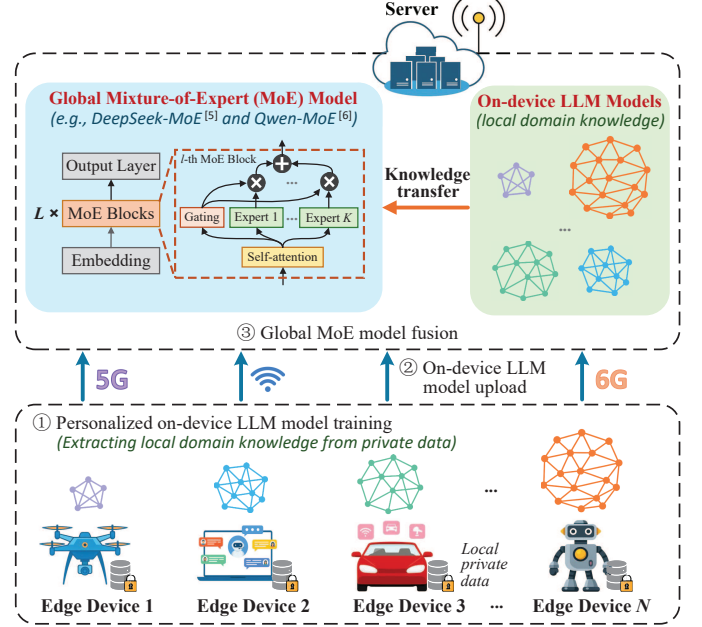 Server
Global Mixture-of-Expert (MoE) Model
(e.g., DeepSeek-MoE [5] and Qwen-MoE [6])
On-device LLM Models
(local domain knowledge)
Output Layer
L × MoE Blocks
Embedding
l-th MoE Block
...
Gating
Expert 1
...
Expert K
Self-attention
Knowledge
transfer
...
③ Global MoE model fusion
5G
② On-device LLM
model upload
6G
① Personalized on-device LLM model training
(Extracting local domain knowledge from private data)
...
Local
private
data
Edge Device 1
Edge Device 2
Edge Device 3
...
Edge Device N